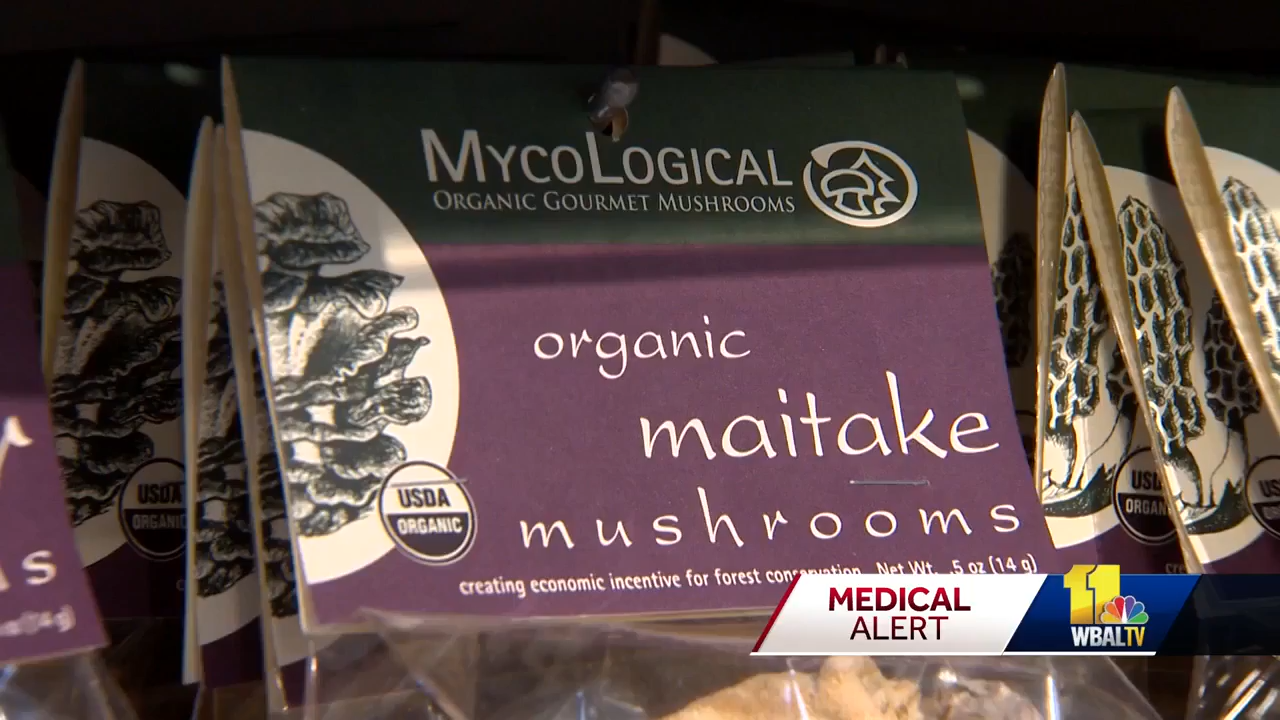 MYCOLOGICAL
ORGANIC GOURMET MUSHROOMS
organic
maitake
mushrooms
USDA
ORGANIC
creating economic incentive for forest conservation Net Wt. .5 oz (14 g)
USDA
ORGANIC
s
MEDICAL
ALERT
11
WBALTV